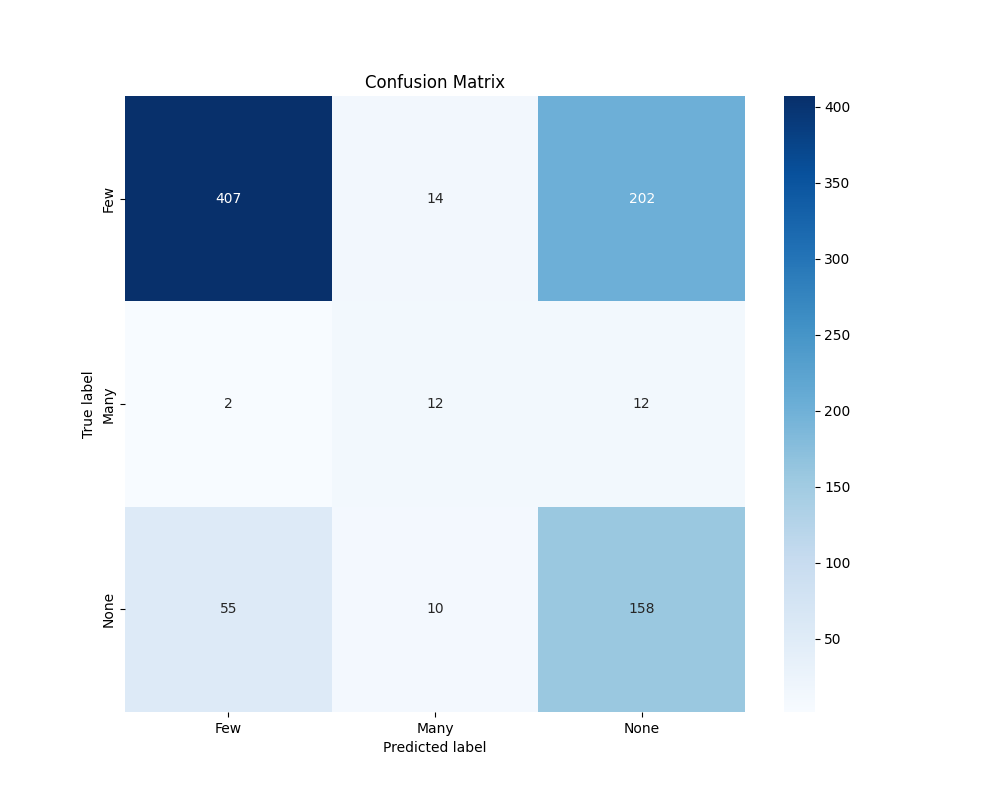 Confusion Matrix
Few
407
14
202
Many
2
12
12
None
55
10
158
True label
Few
Many
None
Predicted label
400
350
300
250
200
150
100
50